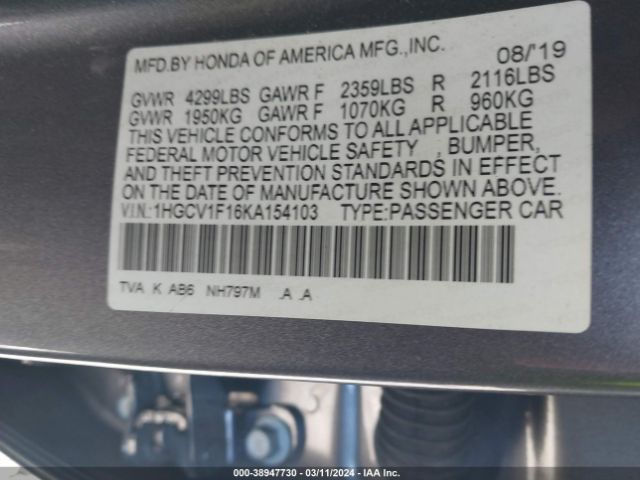 MFD.BY HONDA OF AMERICA MFG.,INC. 08/'19
GVWR 4299LBS GAWR F 2359LBS R 2116LBS
GVWR 1950KG GAWR F 1070KG R 960KG
THIS VEHICLE CONFORMS TO ALL APPLICABLE
FEDERAL MOTOR VEHICLE SAFETY , BUMPER,
AND THEFT PREVENTION STANDARDS IN EFFECT
ON THE DATE OF MANUFACTURE SHOWN ABOVE.
V.I.N.:1HGCV1F16KA154103 TYPE:PASSENGER CAR
TVA K AB6 NH797M .A .A
000-38947730 - 03/11/2024 - IAA Inc.